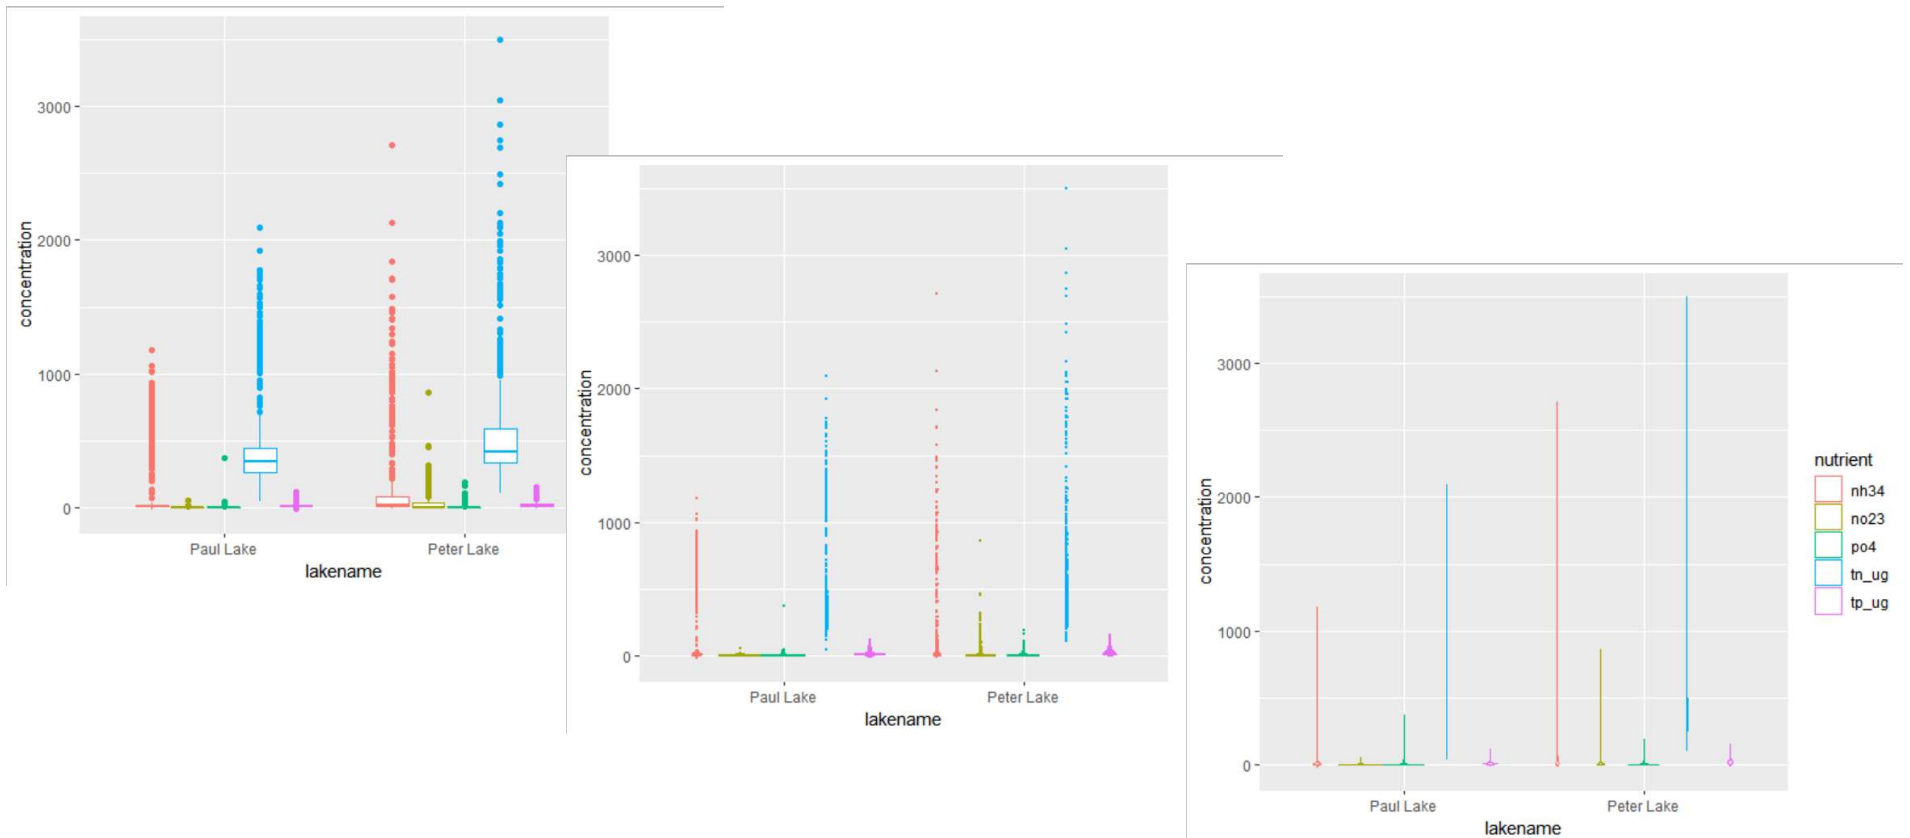 concentration
3000
2000
1000
0
Paul Lake Peter Lake
lakename
concentration
3000
2000
1000
0
Paul Lake Peter Lake
lakename
concentration
3000
2000
1000
0
Paul Lake Peter Lake
lakename
nutrient
nh34
no23
po4
tn_ug
tp_ug